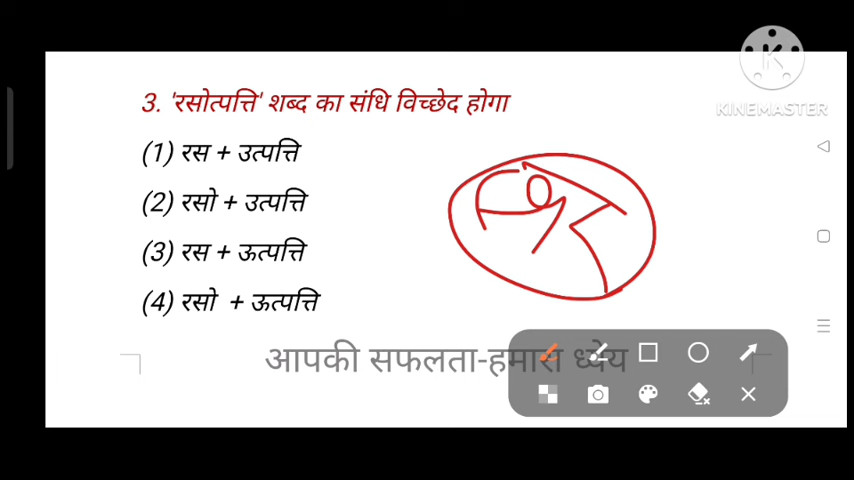 KINEMASTER
3. 'रसोत्पत्ति' शब्द का संधि विच्छेद होगा
(1) रस + उत्पत्ति
(2) रसो + उत्पत्ति
(3) रस + ऊत्पत्ति
(4) रसो + ऊत्पत्ति
आपकी सफलता-हमारा ध्येय